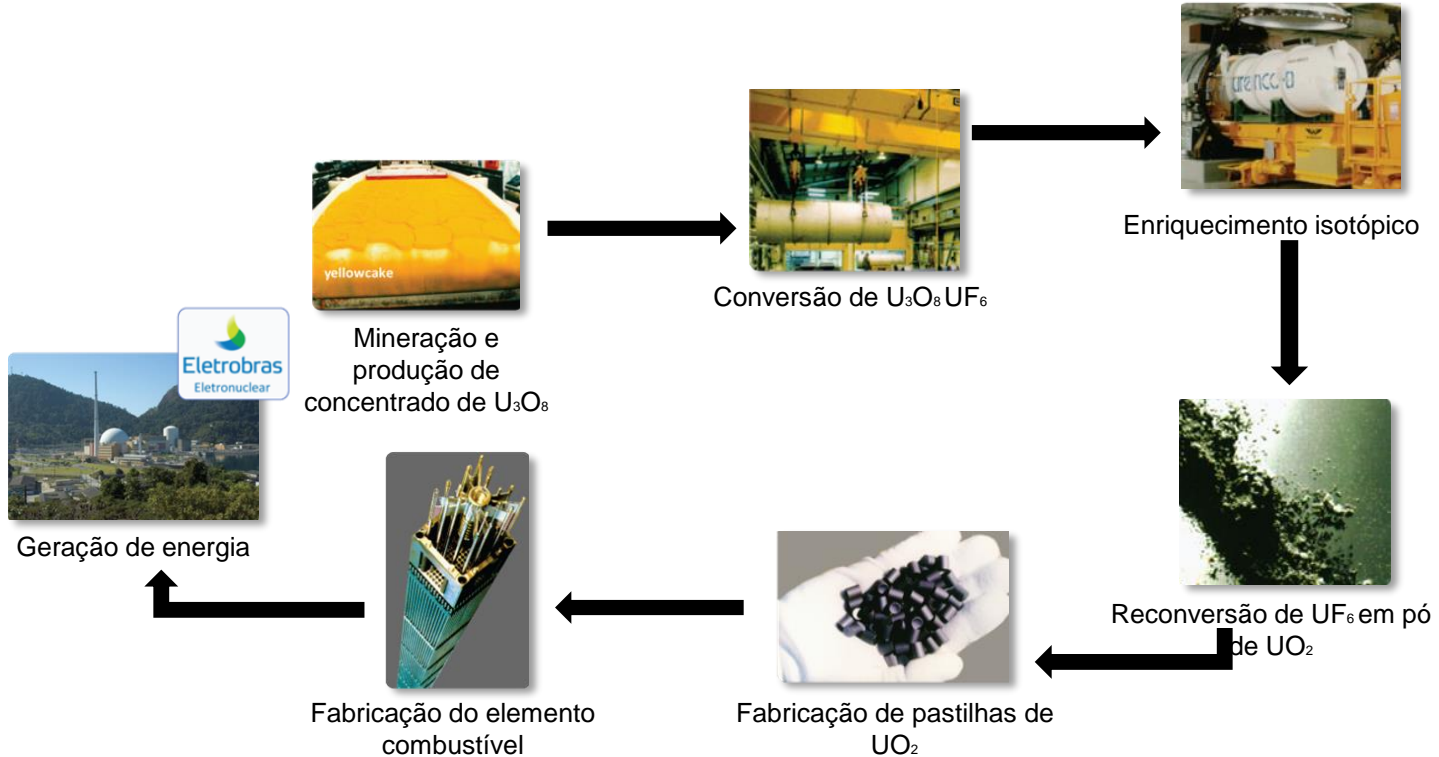 yellowcake
Mineração e
produção de
concentrado de U₃O₈
Conversão de U₃O₈ UF₆
urenco
Enriquecimento isotópico
Reconversão de UF₆ em pó
de UO₂
Fabricação de pastilhas de
UO₂
Fabricação do elemento
combustível
Eletrobras
Eletronuclear
Geração de energia